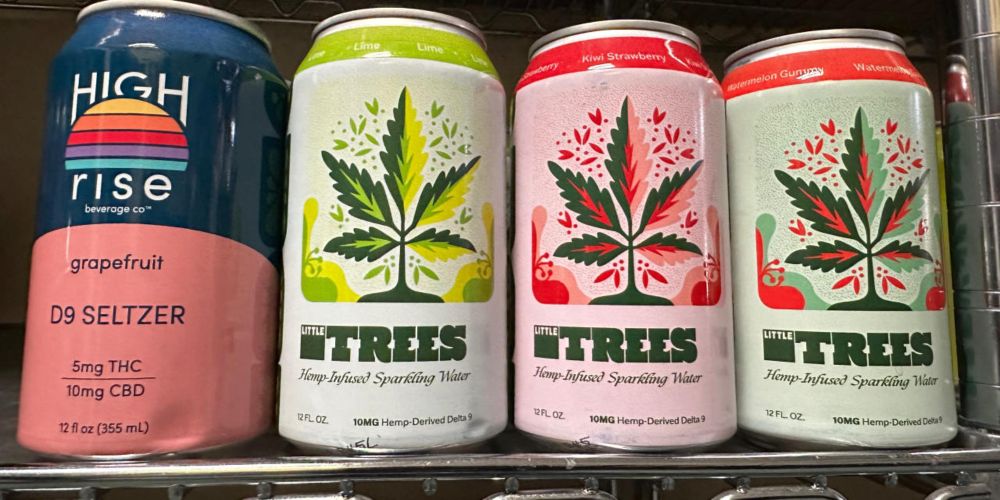 HIGH
rise
beverage co™
grapefruit
D9 SELTZER
5mg THC
10mg CBD
12 fl oz (355 mL)
Lime Lime
LITTLE
TREES
Hemp-Infused Sparkling Water
12 FL. OZ. 10MG Hemp-Derived Delta 9
Strawberry Kiwi Strawberry
LITTLE
TREES
Hemp-Infused Sparkling Water
12 FL. OZ. 10MG Hemp-Derived Delta 9
Watermelon Gummy Watermelon
LITTLE
TREES
Hemp-Infused Sparkling Water
12 FL. OZ. 10MG Hemp-Derived Delta 9